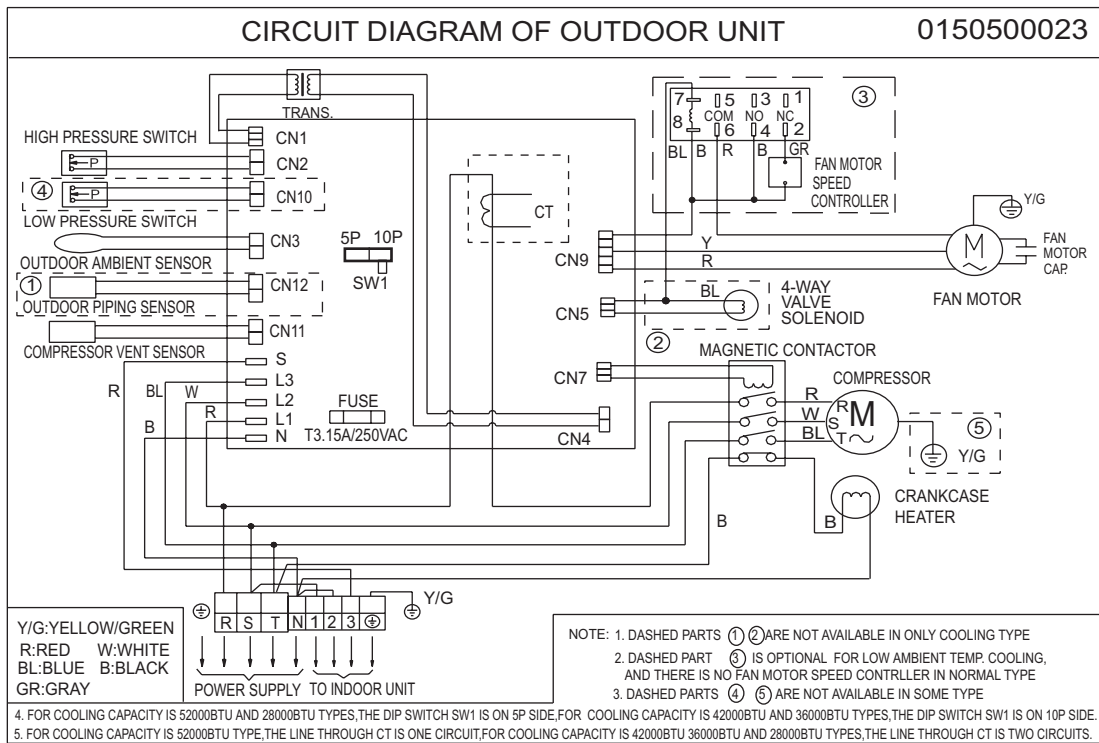 CIRCUIT DIAGRAM OF OUTDOOR UNIT
0150500023
TRANS.
HIGH PRESSURE SWITCH
CN1
P
CN2
4
P
CN10
LOW PRESSURE SWITCH
CN3
OUTDOOR AMBIENT SENSOR
1
CN12
OUTDOOR PIPING SENSOR
CN11
COMPRESSOR VENT SENSOR
5P 10P
SW1
CT
S
L3
L2
L1
N
R
BL
W
R
B
FUSE
T3.15A/250VAC
7 5 3 1
COM NO NC
8 6 4 2
BL B R B GR
3
FAN MOTOR
SPEED
CONTROLLER
CN9
Y
R
Y/G
M
FAN
MOTOR
CAP.
FAN MOTOR
CN5
BL
4-WAY
VALVE
SOLENOID
2
MAGNETIC CONTACTOR
CN7
CN4
COMPRESSOR
R
W
BL
R
S
T
M
5
Y/G
CRANKCASE
HEATER
B
B
Y/G
R S T N 1 2 3
POWER SUPPLY TO INDOOR UNIT
Y/G:YELLOW/GREEN
R:RED W:WHITE
BL:BLUE B:BLACK
GR:GRAY
NOTE: 1. DASHED PARTS 1 2 ARE NOT AVAILABLE IN ONLY COOLING TYPE
2. DASHED PART 3 IS OPTIONAL FOR LOW AMBIENT TEMP. COOLING,
AND THERE IS NO FAN MOTOR SPEED CONTRLLER IN NORMAL TYPE
3. DASHED PARTS 4 5 ARE NOT AVAILABLE IN SOME TYPE
4. FOR COOLING CAPACITY IS 52000BTU AND 28000BTU TYPES,THE DIP SWITCH SW1 IS ON 5P SIDE,FOR COOLING CAPACITY IS 42000BTU AND 36000BTU TYPES,THE DIP SWITCH SW1 IS ON 10P SIDE.
5. FOR COOLING CAPACITY IS 52000BTU TYPE,THE LINE THROUGH CT IS ONE CIRCUIT,FOR COOLING CAPACITY IS 42000BTU 36000BTU AND 28000BTU TYPES,THE LINE THROUGH CT IS TWO CIRCUITS.